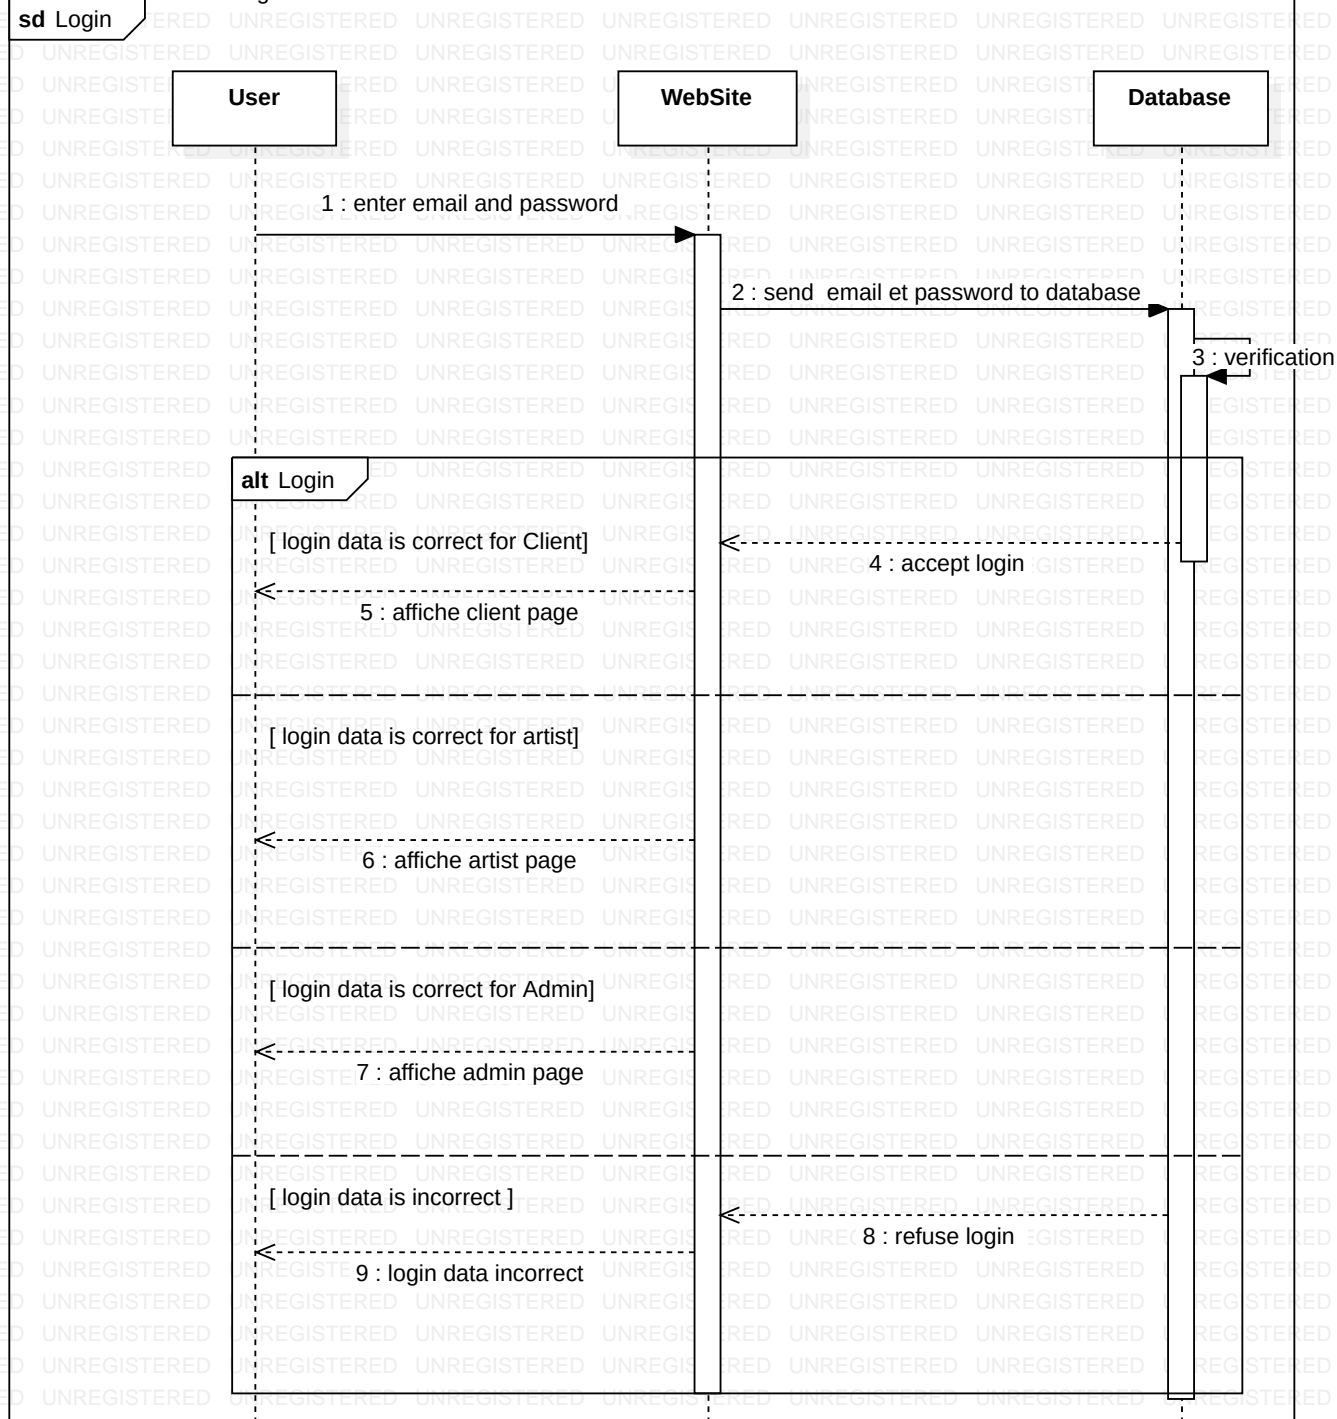 sd Login
User
WebSite
Database
1 : enter email and password
2 : send  email et password to database
3 : verification
alt Login
[ login data is correct for Client]
4 : accept login
5 : affiche client page
[ login data is correct for artist]
6 : affiche artist page
[ login data is correct for Admin]
7 : affiche admin page
[ login data is incorrect ]
8 : refuse login
9 : login data incorrect
UNREGISTERED